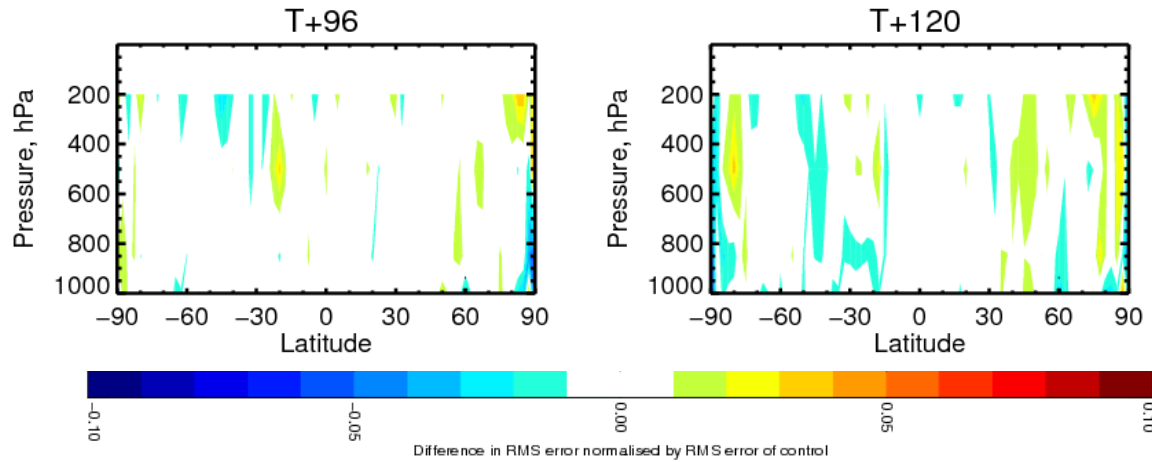 T+96
T+120
Pressure, hPa
200
400
600
800
1000
−90 −60 −30 0 30 60 90
Latitude
Pressure, hPa
200
400
600
800
1000
−90 −60 −30 0 30 60 90
Latitude
−0.10 −0.05 0.00 0.05 0.10
Difference in RMS error normalised by RMS error of control